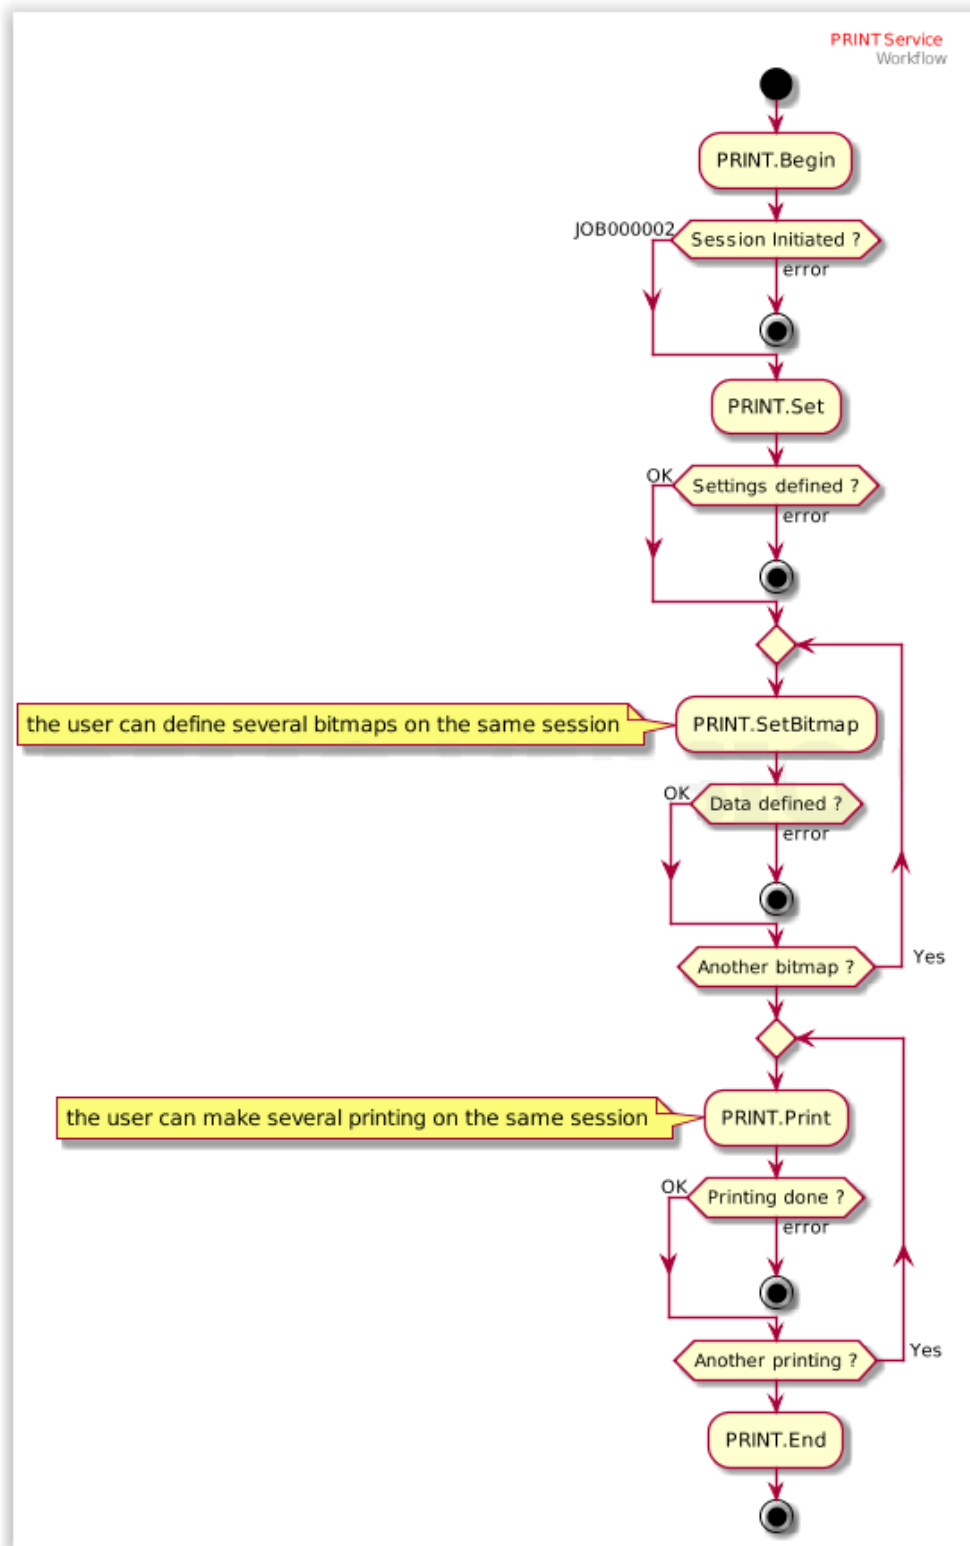 PRINT Service
Workflow
PRINT.Begin
JOB000002
Session Initiated ?
error
PRINT.Set
OK
Settings defined ?
error
the user can define several bitmaps on the same session
PRINT.SetBitmap
OK
Data defined ?
error
Another bitmap ?
Yes
the user can make several printing on the same session
PRINT.Print
OK
Printing done ?
error
Another printing ?
Yes
PRINT.End